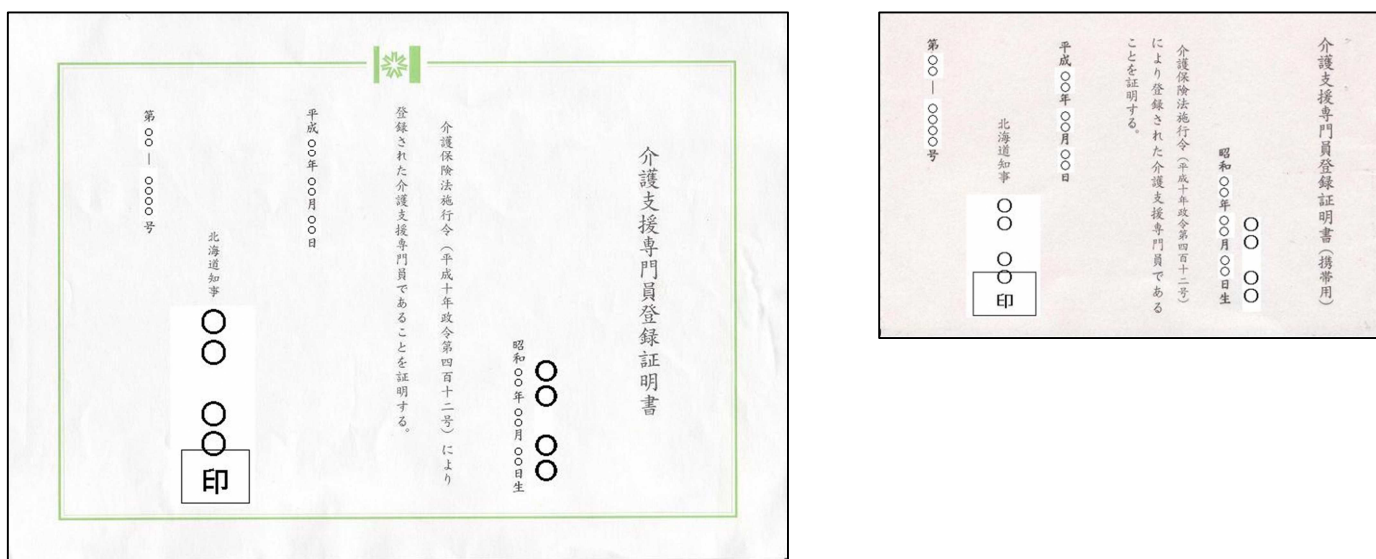 介護支援専門員登録証明書
○○　○○
昭和○○年○○月○○日生
介護保険法施行令（平成十年政令第四百十二号）により
登録された介護支援専門員であることを証明する。
平成○○年○○月○○日
北海道知事　○○　○○
印
第○○―○○○○号
介護支援専門員登録証明書（携帯用）
○○　○○
昭和○○年○○月○○日生
介護保険法施行令（平成十年政令第四百十二号）
により登録された介護支援専門員である
ことを証明する。
平成○○年○○月○○日
北海道知事　○○　○○
印
第○○―○○○○号